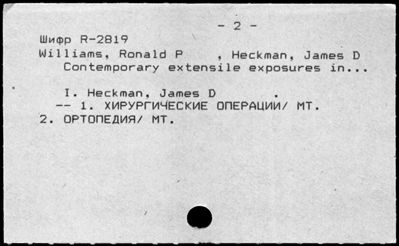 - 2 -
Шифр R-2819
Williams, Ronald P , Heckman, James D
Contemporary extensile exposures in...
I. Heckman, James D .
-- 1. ХИРУРГИЧЕСКИЕ ОПЕРАЦИИ/ МТ.
2. ОРТОПЕДИЯ/ МТ.